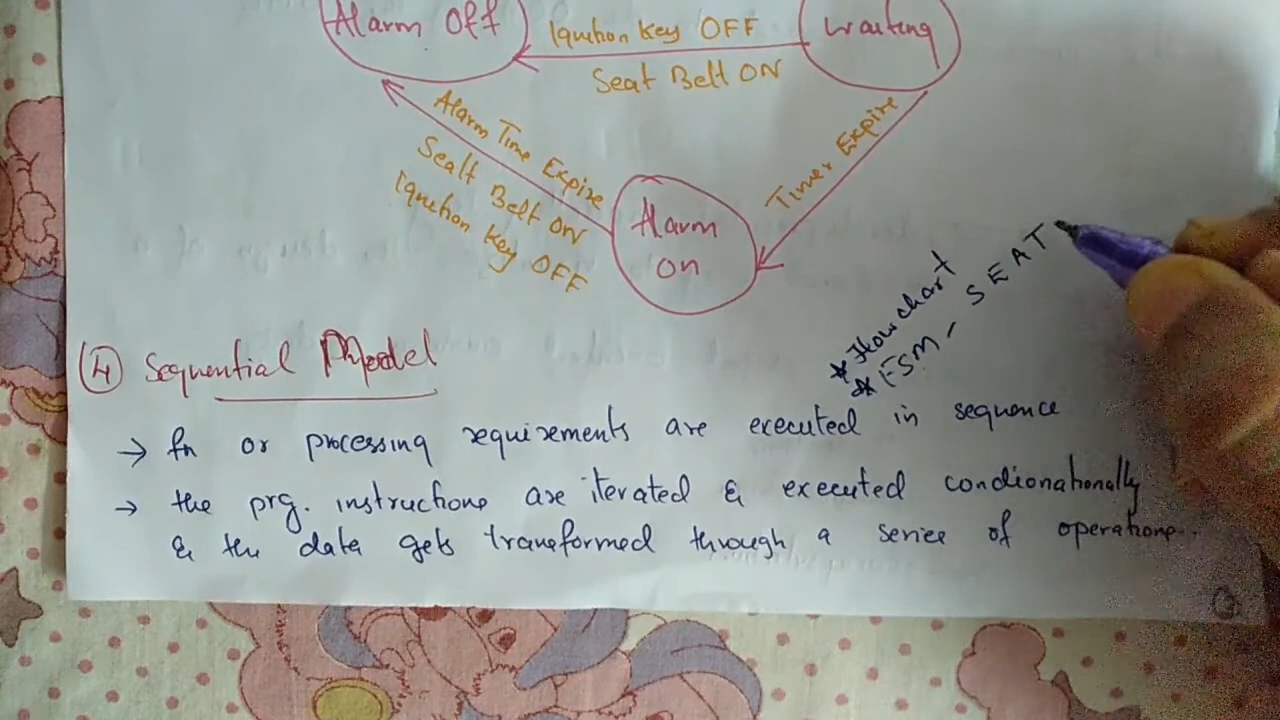 Alarm Off
Ignition Key OFF
Waiting
Seat Belt ON
Alarm Time Expire
Sealt Belt ON
Ignition Key OFF
Timer Expire
Alarm
on
* Flowchart
* FSM - SEAT
④ Sequential Model
→ fn or processing requirements are executed in sequence
→ the prg. instructions are iterated & executed condionationally
& the data gets transformed through a series of operations..